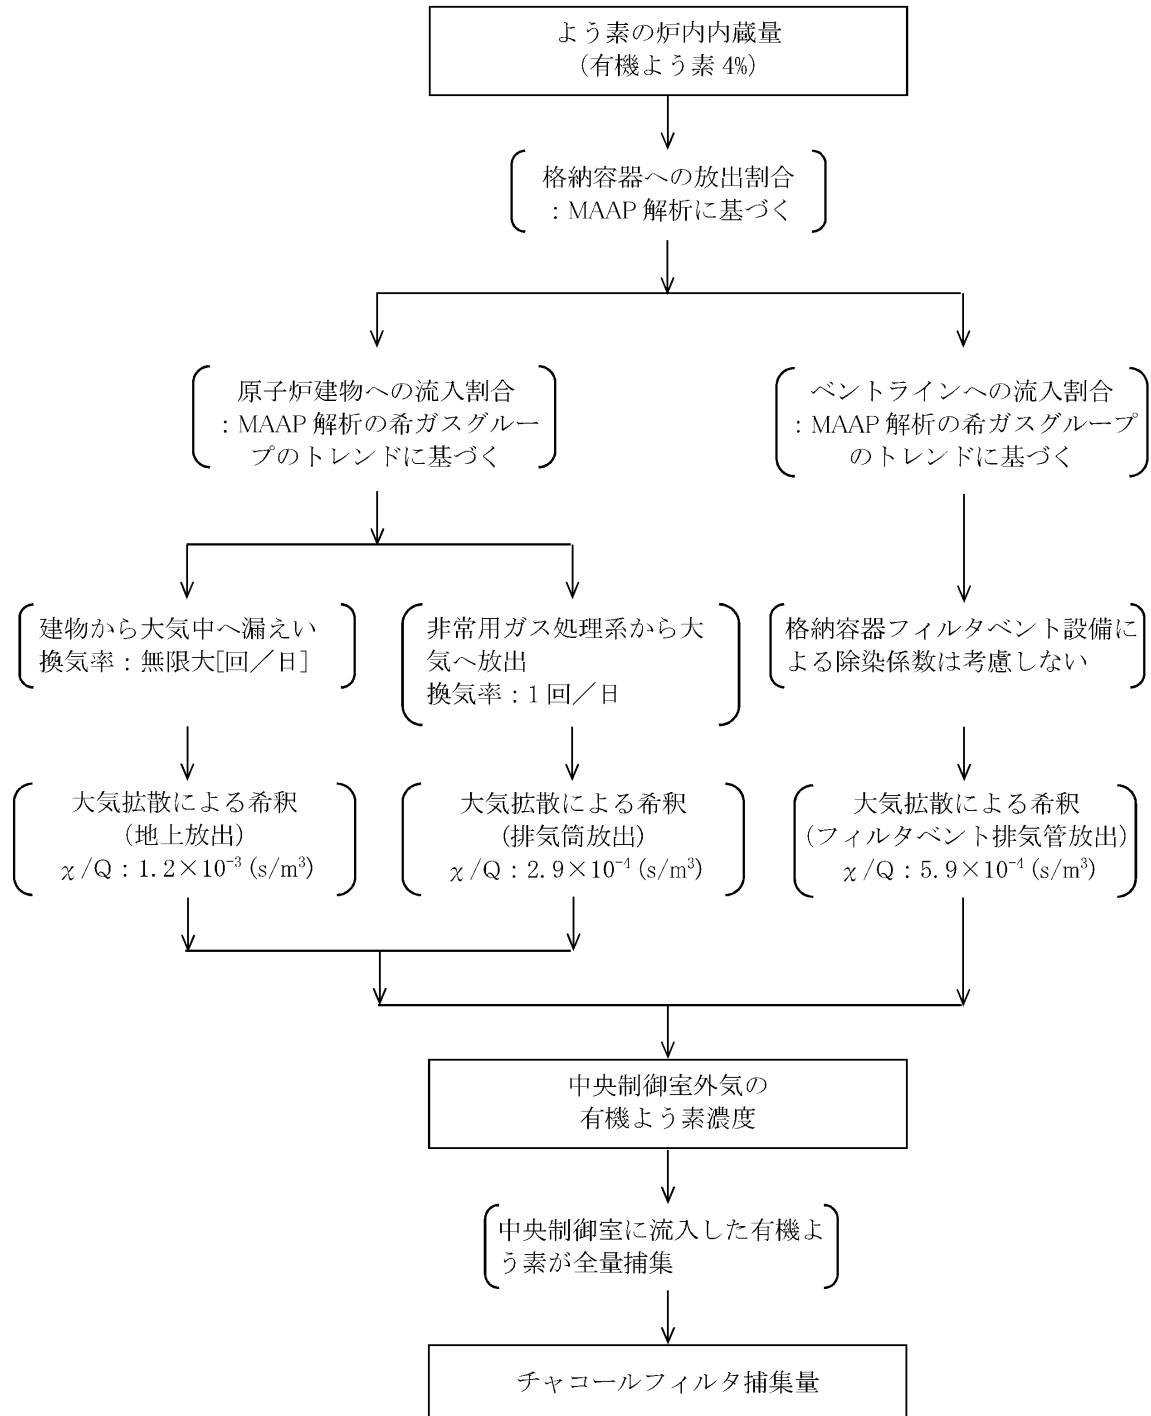 よう素の炉内内蔵量
(有機よう素 4%)
格納容器への放出割合
：MAAP 解析に基づく
原子炉建物への流入割合
：MAAP 解析の希ガスグルー
プのトレンドに基づく
ベントラインへの流入割合
：MAAP 解析の希ガスグループ
のトレンドに基づく
建物から大気中へ漏えい
換気率：無限大[回／日]
非常用ガス処理系から大
気へ放出
換気率：1 回／日
格納容器フィルタベント設備に
よる除染係数は考慮しない
大気拡散による希釈
(地上放出)
χ/Q：1.2×10⁻³ (s/m³)
大気拡散による希釈
(排気筒放出)
χ/Q：2.9×10⁻⁴ (s/m³)
大気拡散による希釈
(フィルタベント排気管放出)
χ/Q：5.9×10⁻⁴ (s/m³)
中央制御室外気の
有機よう素濃度
中央制御室に流入した有機よ
う素が全量捕集
チャコールフィルタ捕集量